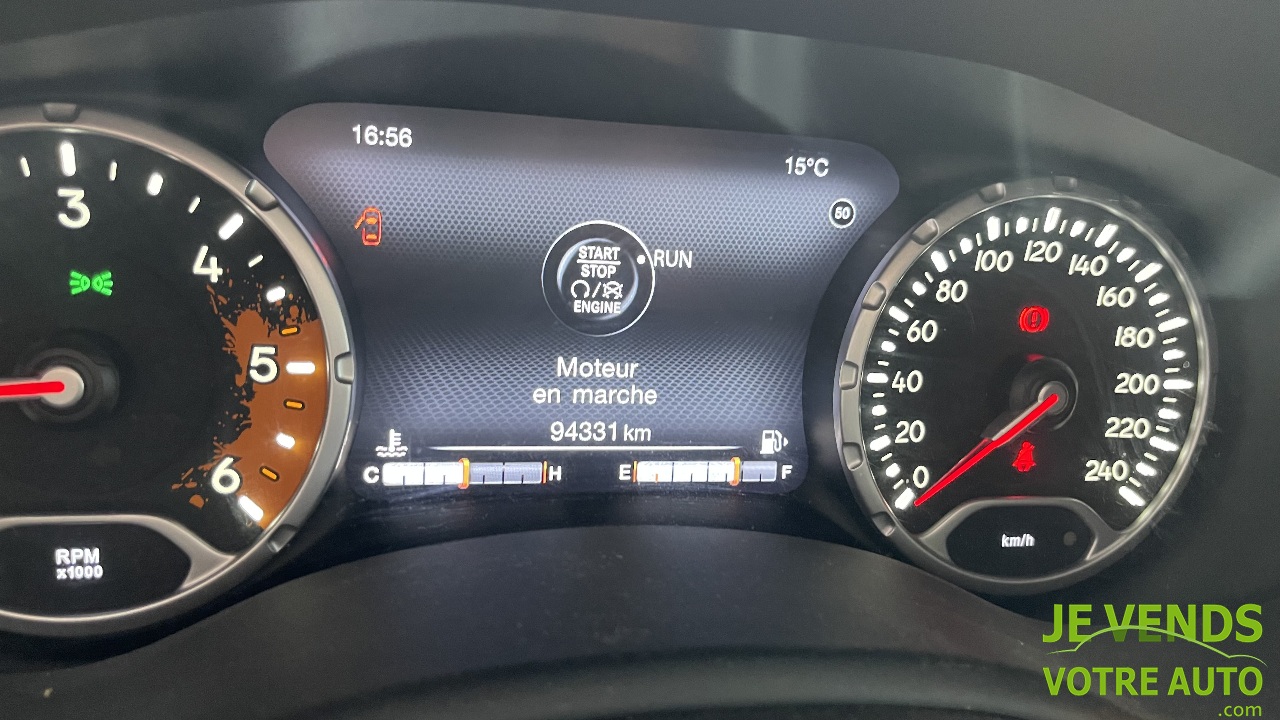 16:56
15°C
50
START
STOP
ENGINE
RUN
Moteur
en marche
94331 km
C H
E F
3
4
5
6
RPM
x1000
0
20
40
60
80
100
120
140
160
180
200
220
240
km/h
JE VENDS
VOTRE AUTO
.com